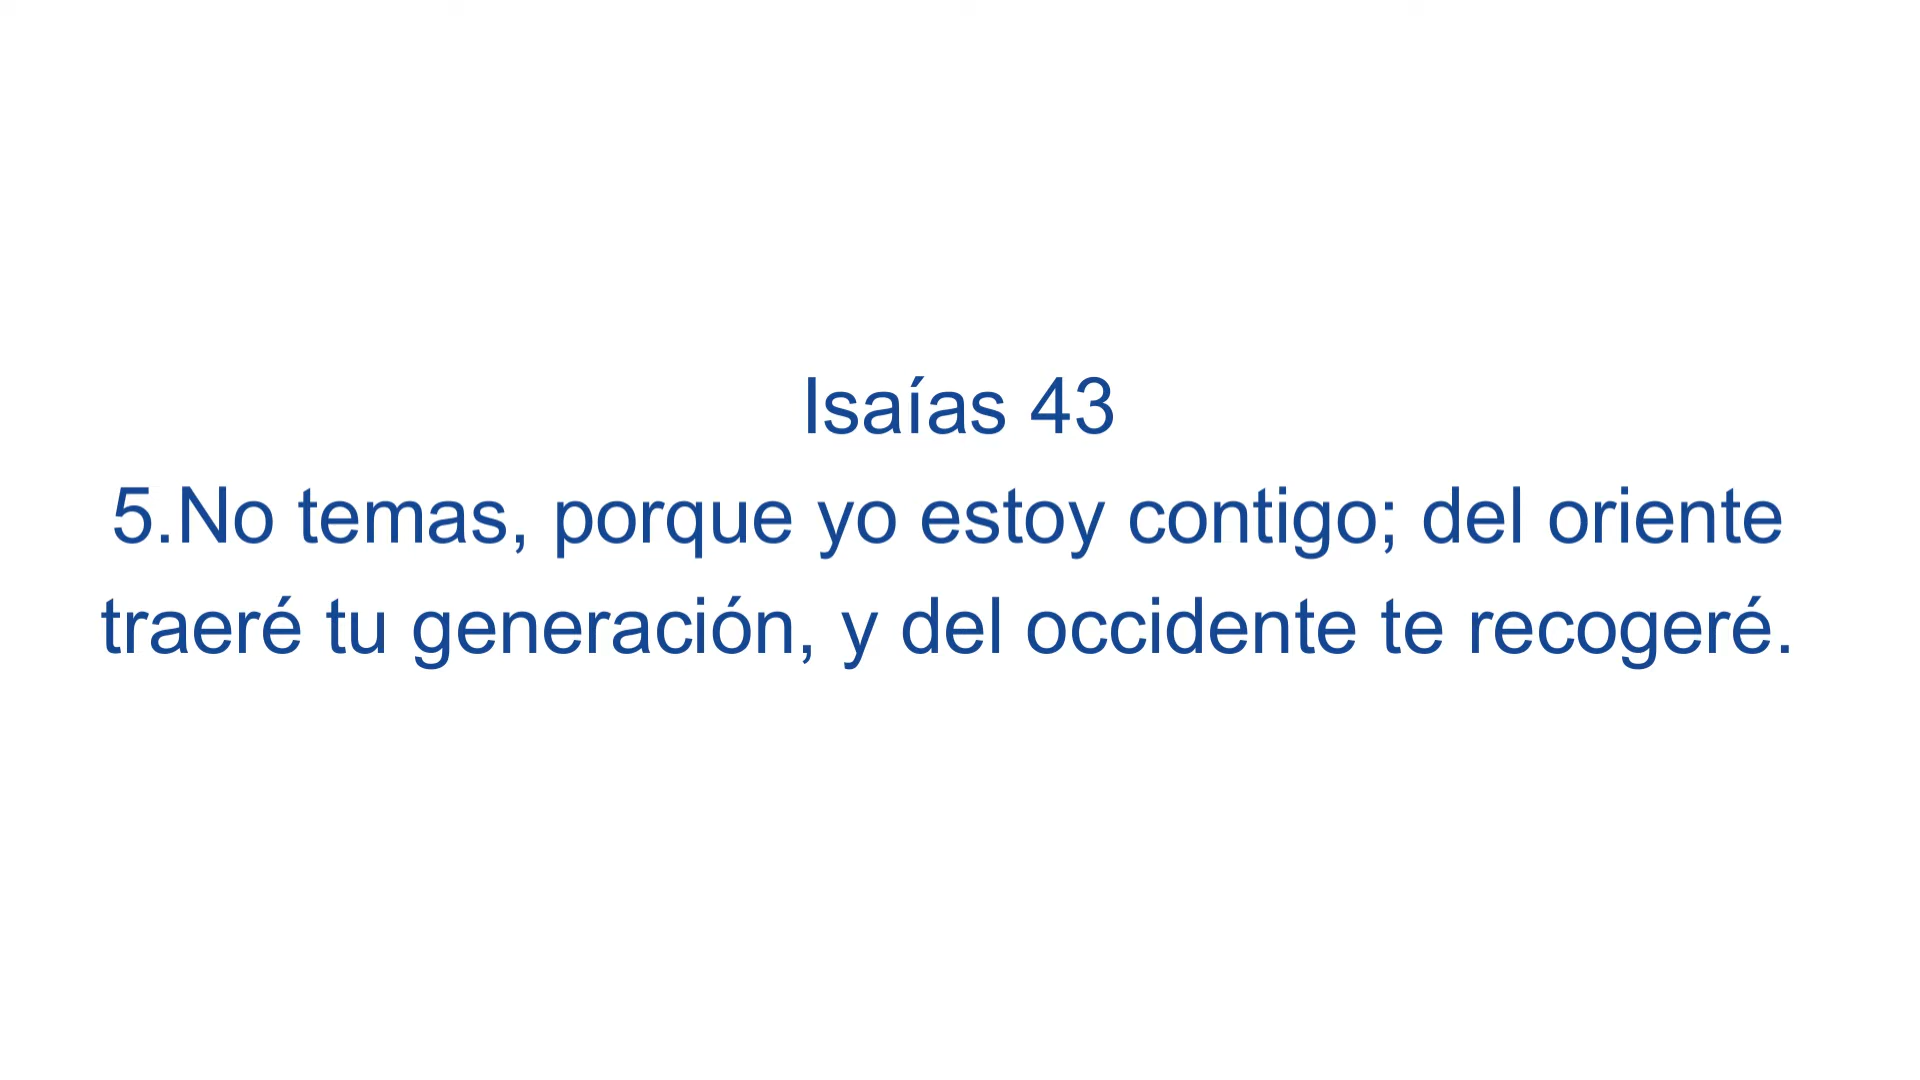 Isaías 43
5.No temas, porque yo estoy contigo; del oriente
traeré tu generación, y del occidente te recogeré.